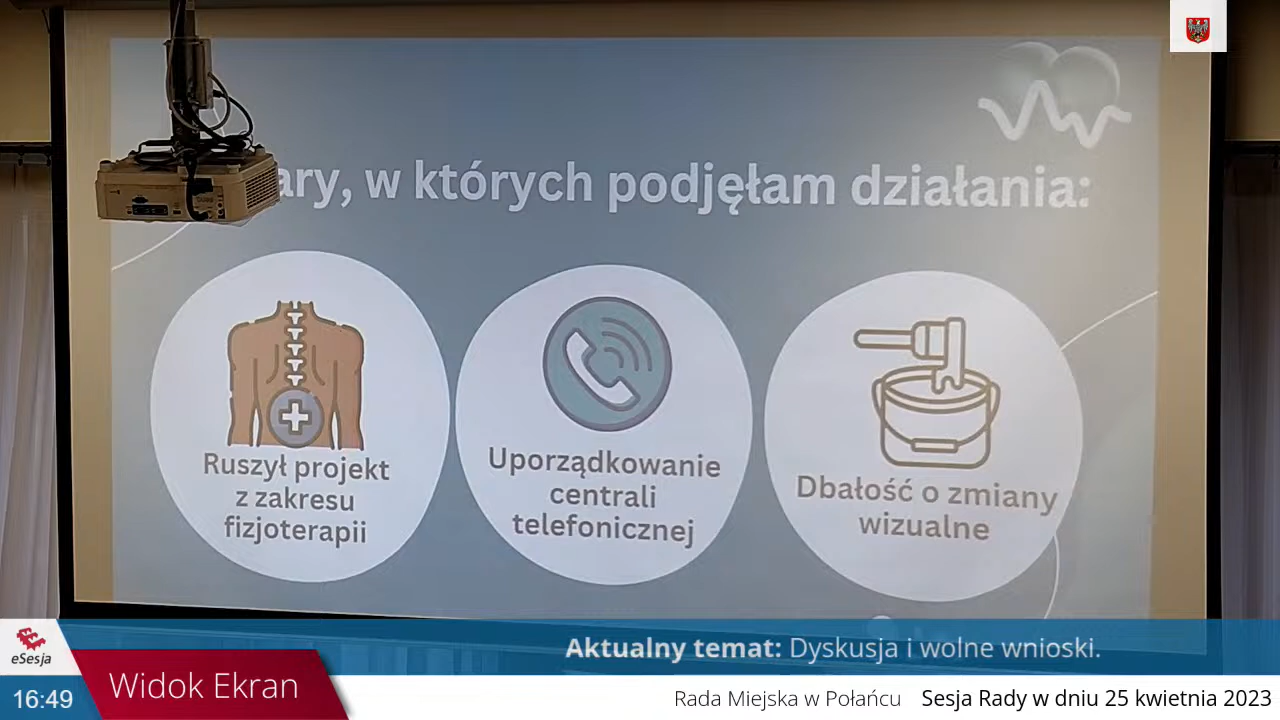 ary, w których podjęłam działania:
Ruszył projekt
z zakresu
fizjoterapii
Uporządkowanie
centrali
telefonicznej
Dbałość o zmiany
wizualne
eSesja
Aktualny temat: Dyskusja i wolne wnioski.
16:49
Widok Ekran
Rada Miejska w Połańcu Sesja Rady w dniu 25 kwietnia 2023